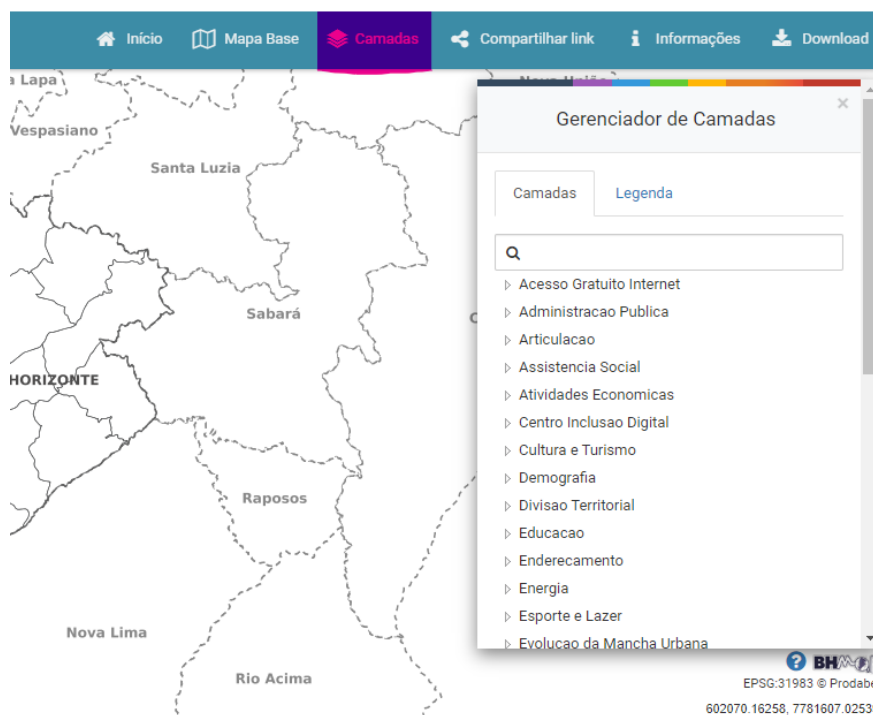 Início Mapa Base Camadas Compartilhar link Informações Download
a Lapa
Vespasiano
Santa Luzia
Sabará
HORIZONTE
Raposos
Nova Lima
Rio Acima
Nova União
Gerenciador de Camadas
×
Camadas Legenda
Acesso Gratuito Internet
Administracao Publica
Articulacao
Assistencia Social
Atividades Economicas
Centro Inclusao Digital
Cultura e Turismo
Demografia
Divisao Territorial
Educacao
Enderecamento
Energia
Esporte e Lazer
Evolucao da Mancha Urbana
BH
EPSG:31983 © Prodabe
602070.16258, 7781607.0253